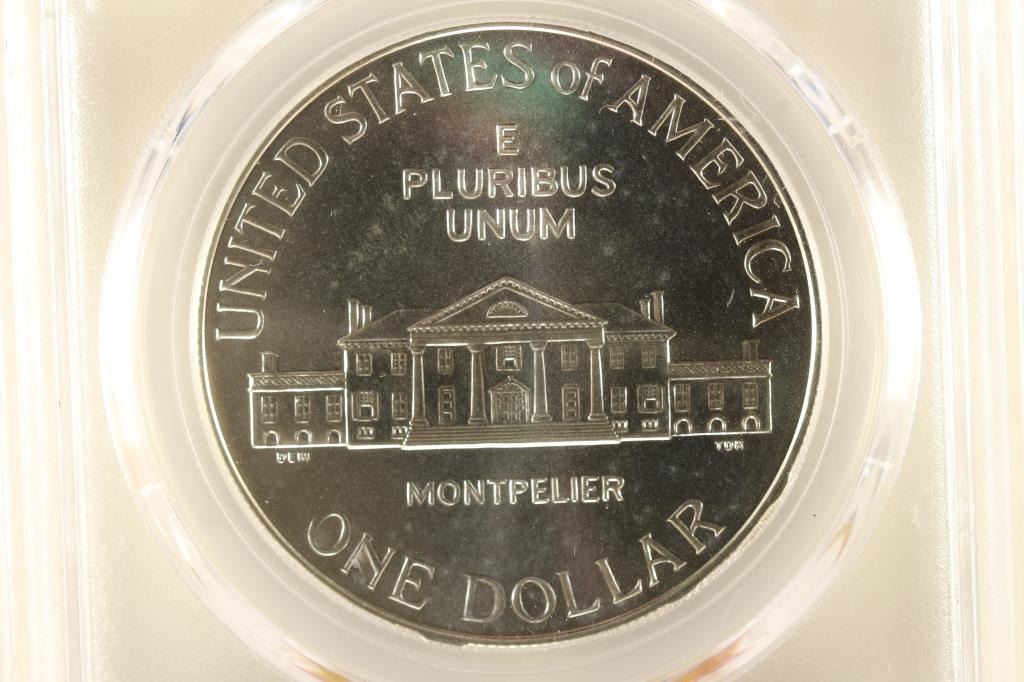 UNITED STATES of AMERICA
E
PLURIBUS
UNUM
MONTPELIER
ONE DOLLAR